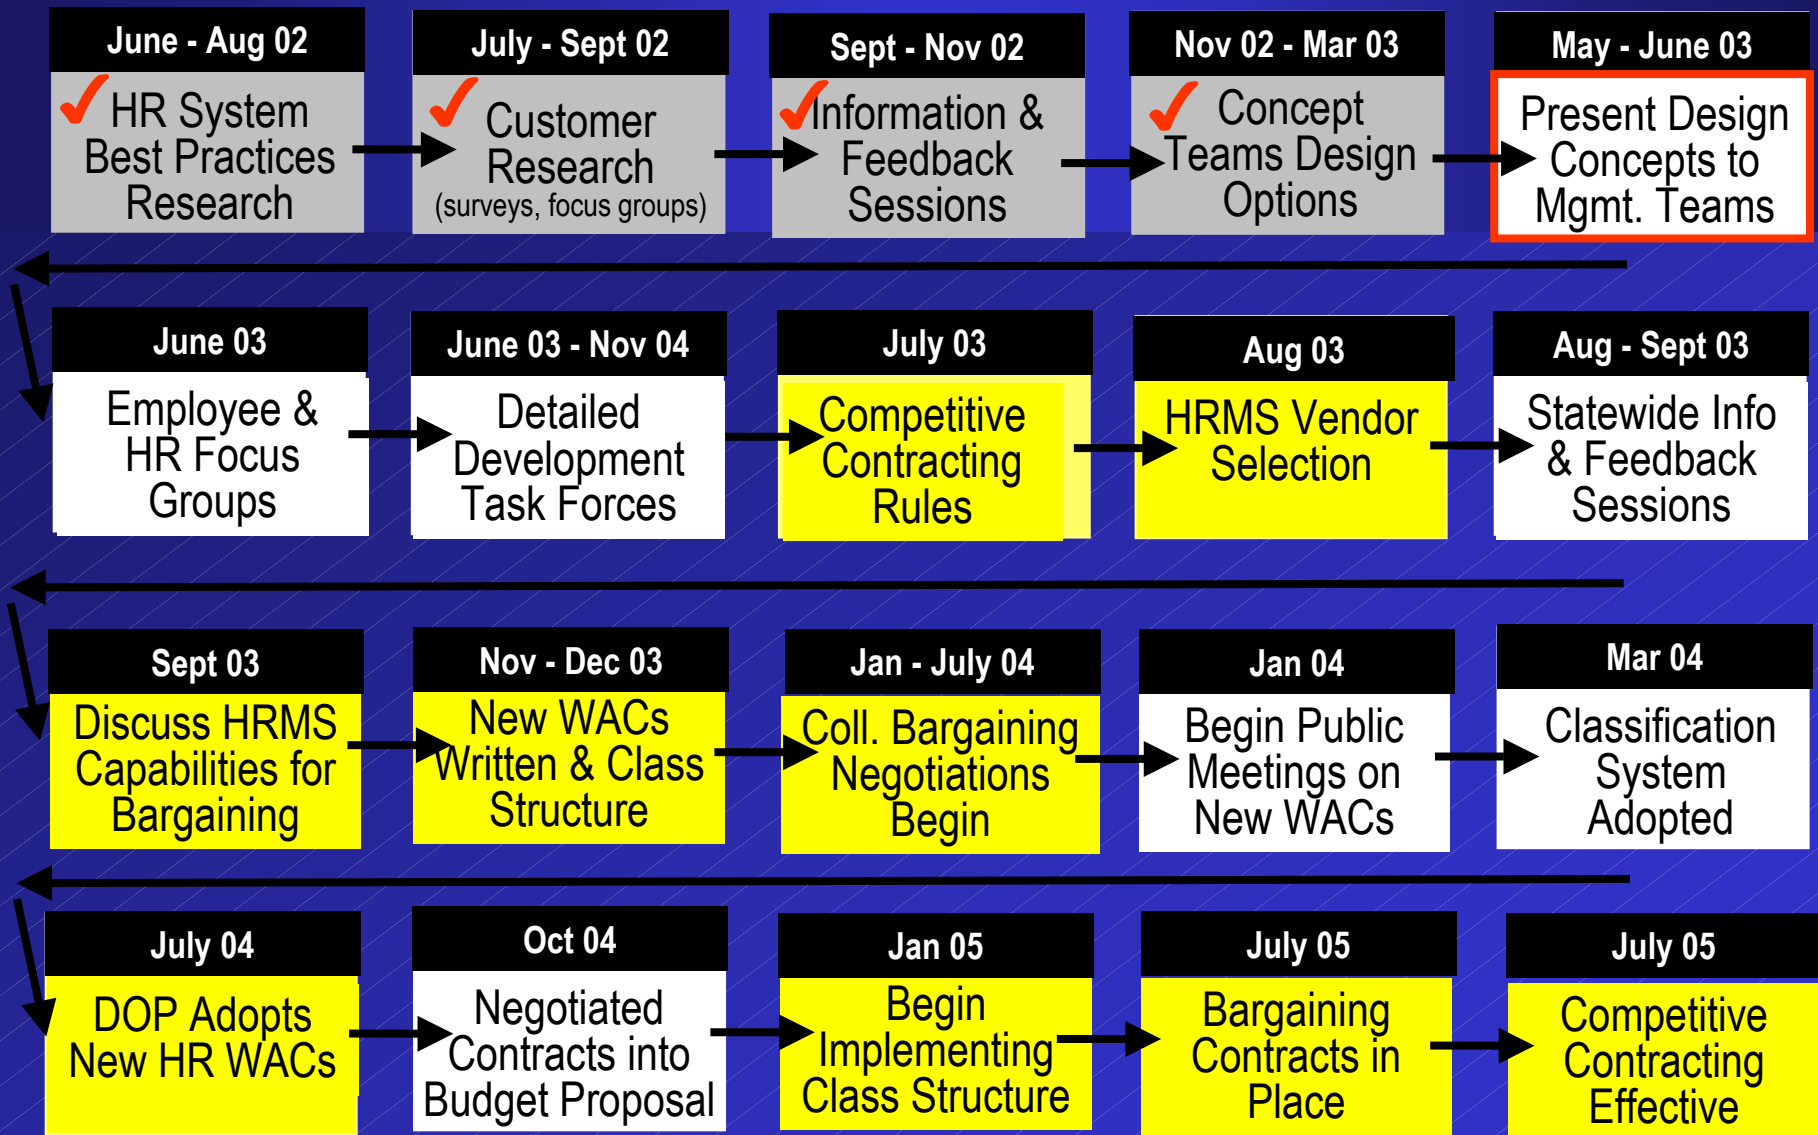 June - Aug 02
HR System
Best Practices
Research
July - Sept 02
Customer
Research
(surveys, focus groups)
Sept - Nov 02
Information &
Feedback
Sessions
Nov 02 - Mar 03
Concept
Teams Design
Options
May - June 03
Present Design
Concepts to
Mgmt. Teams
June 03
Employee &
HR Focus
Groups
June 03 - Nov 04
Detailed
Development
Task Forces
July 03
Competitive
Contracting
Rules
Aug 03
HRMS Vendor
Selection
Aug - Sept 03
Statewide Info
& Feedback
Sessions
Sept 03
Discuss HRMS
Capabilities for
Bargaining
Nov - Dec 03
New WACs
Written & Class
Structure
Jan - July 04
Coll. Bargaining
Negotiations
Begin
Jan 04
Begin Public
Meetings on
New WACs
Mar 04
Classification
System
Adopted
July 04
DOP Adopts
New HR WACs
Oct 04
Negotiated
Contracts into
Budget Proposal
Jan 05
Begin
Implementing
Class Structure
July 05
Bargaining
Contracts in
Place
July 05
Competitive
Contracting
Effective